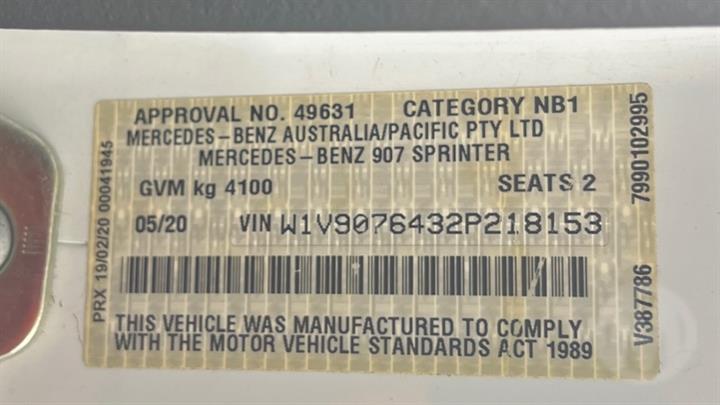 APPROVAL NO. 49631 CATEGORY NB1
MERCEDES-BENZ AUSTRALIA/PACIFIC PTY LTD
MERCEDES-BENZ 907 SPRINTER
GVM kg 4100 SEATS 2
05/20 VIN W1V9076432P218153
THIS VEHICLE WAS MANUFACTURED TO COMPLY
WITH THE MOTOR VEHICLE STANDARDS ACT 1989
PRX 19/02/20 00041945
V387786 7990102995